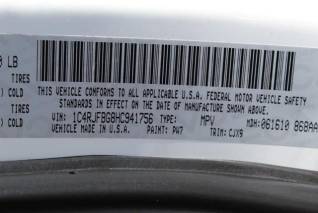 0 LB
TIRES
) COLD
TIRES
) COLD
THIS VEHICLE CONFORMS TO ALL APPLICABLE U.S.A. FEDERAL MOTOR VEHICLE SAFETY
STANDARDS IN EFFECT ON THE DATE OF MANUFACTURE SHOWN ABOVE.
VIN: 1C4RJFBG8HC941756 TYPE: MPV MDH: 061610 868AA
VEHICLE MADE IN U.S.A. PAINT: PW7 TRIM: CJX9